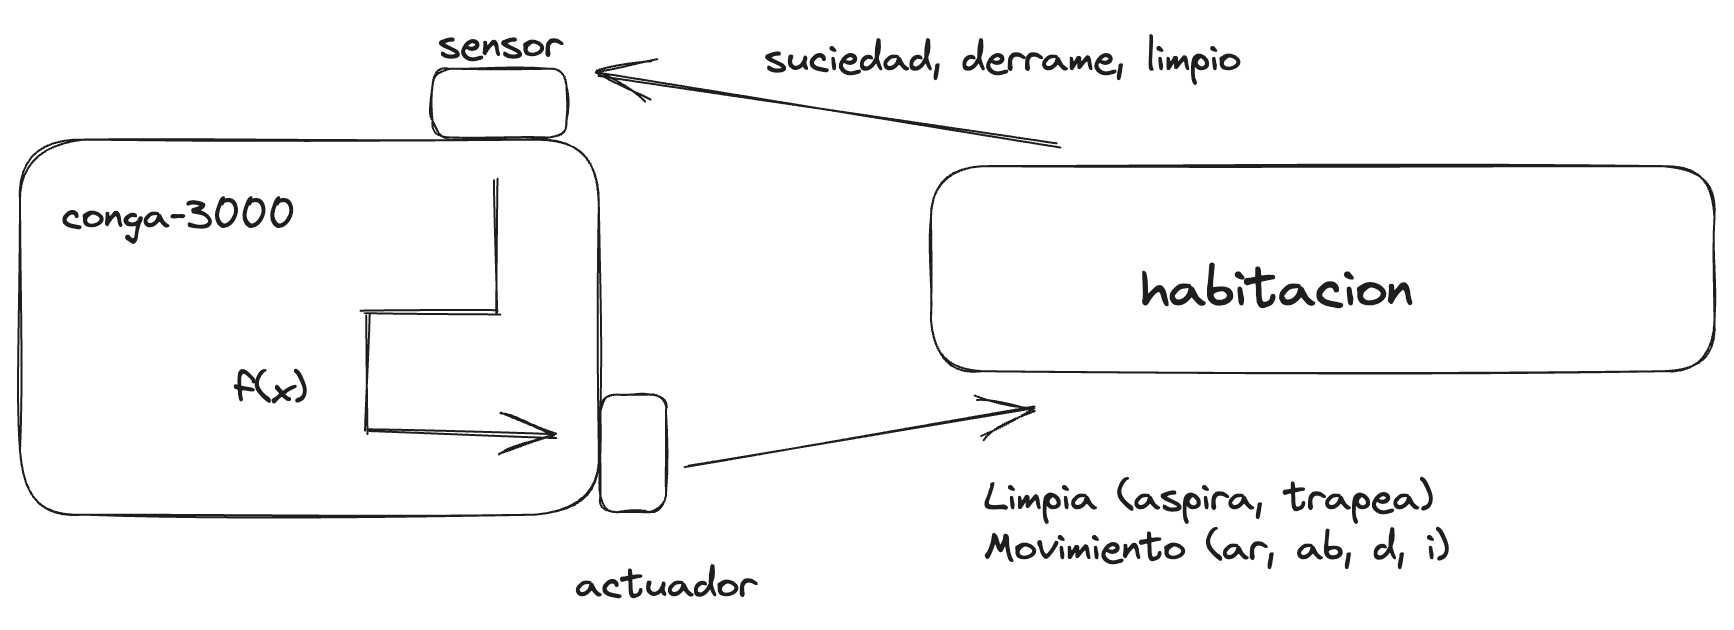 sensor
suciedad, derrame, limpio
conga-3000
habitacion
f(x)
Limpia (aspira, trapea)
Movimiento (ar, ab, d, i)
actuador